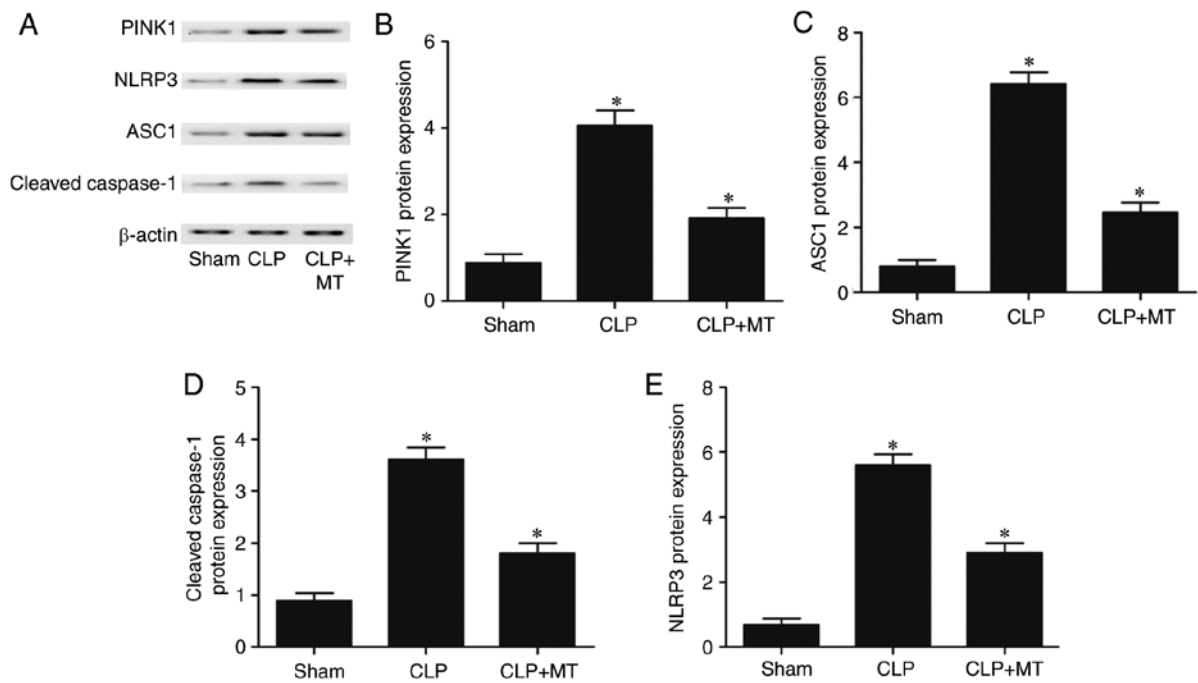 A
PINK1
NLRP3
ASC1
Cleaved caspase-1
β-actin
Sham CLP CLP+
MT
B
PINK1 protein expression
6
4
2
0
*
*
Sham CLP CLP+MT
C
ASC1 protein expression
8
6
4
2
0
*
*
Sham CLP CLP+MT
D
Cleaved caspase-1
protein expression
5
4
3
2
1
0
*
*
Sham CLP CLP+MT
E
NLRP3 protein expression
8
6
4
2
0
*
*
Sham CLP CLP+MT